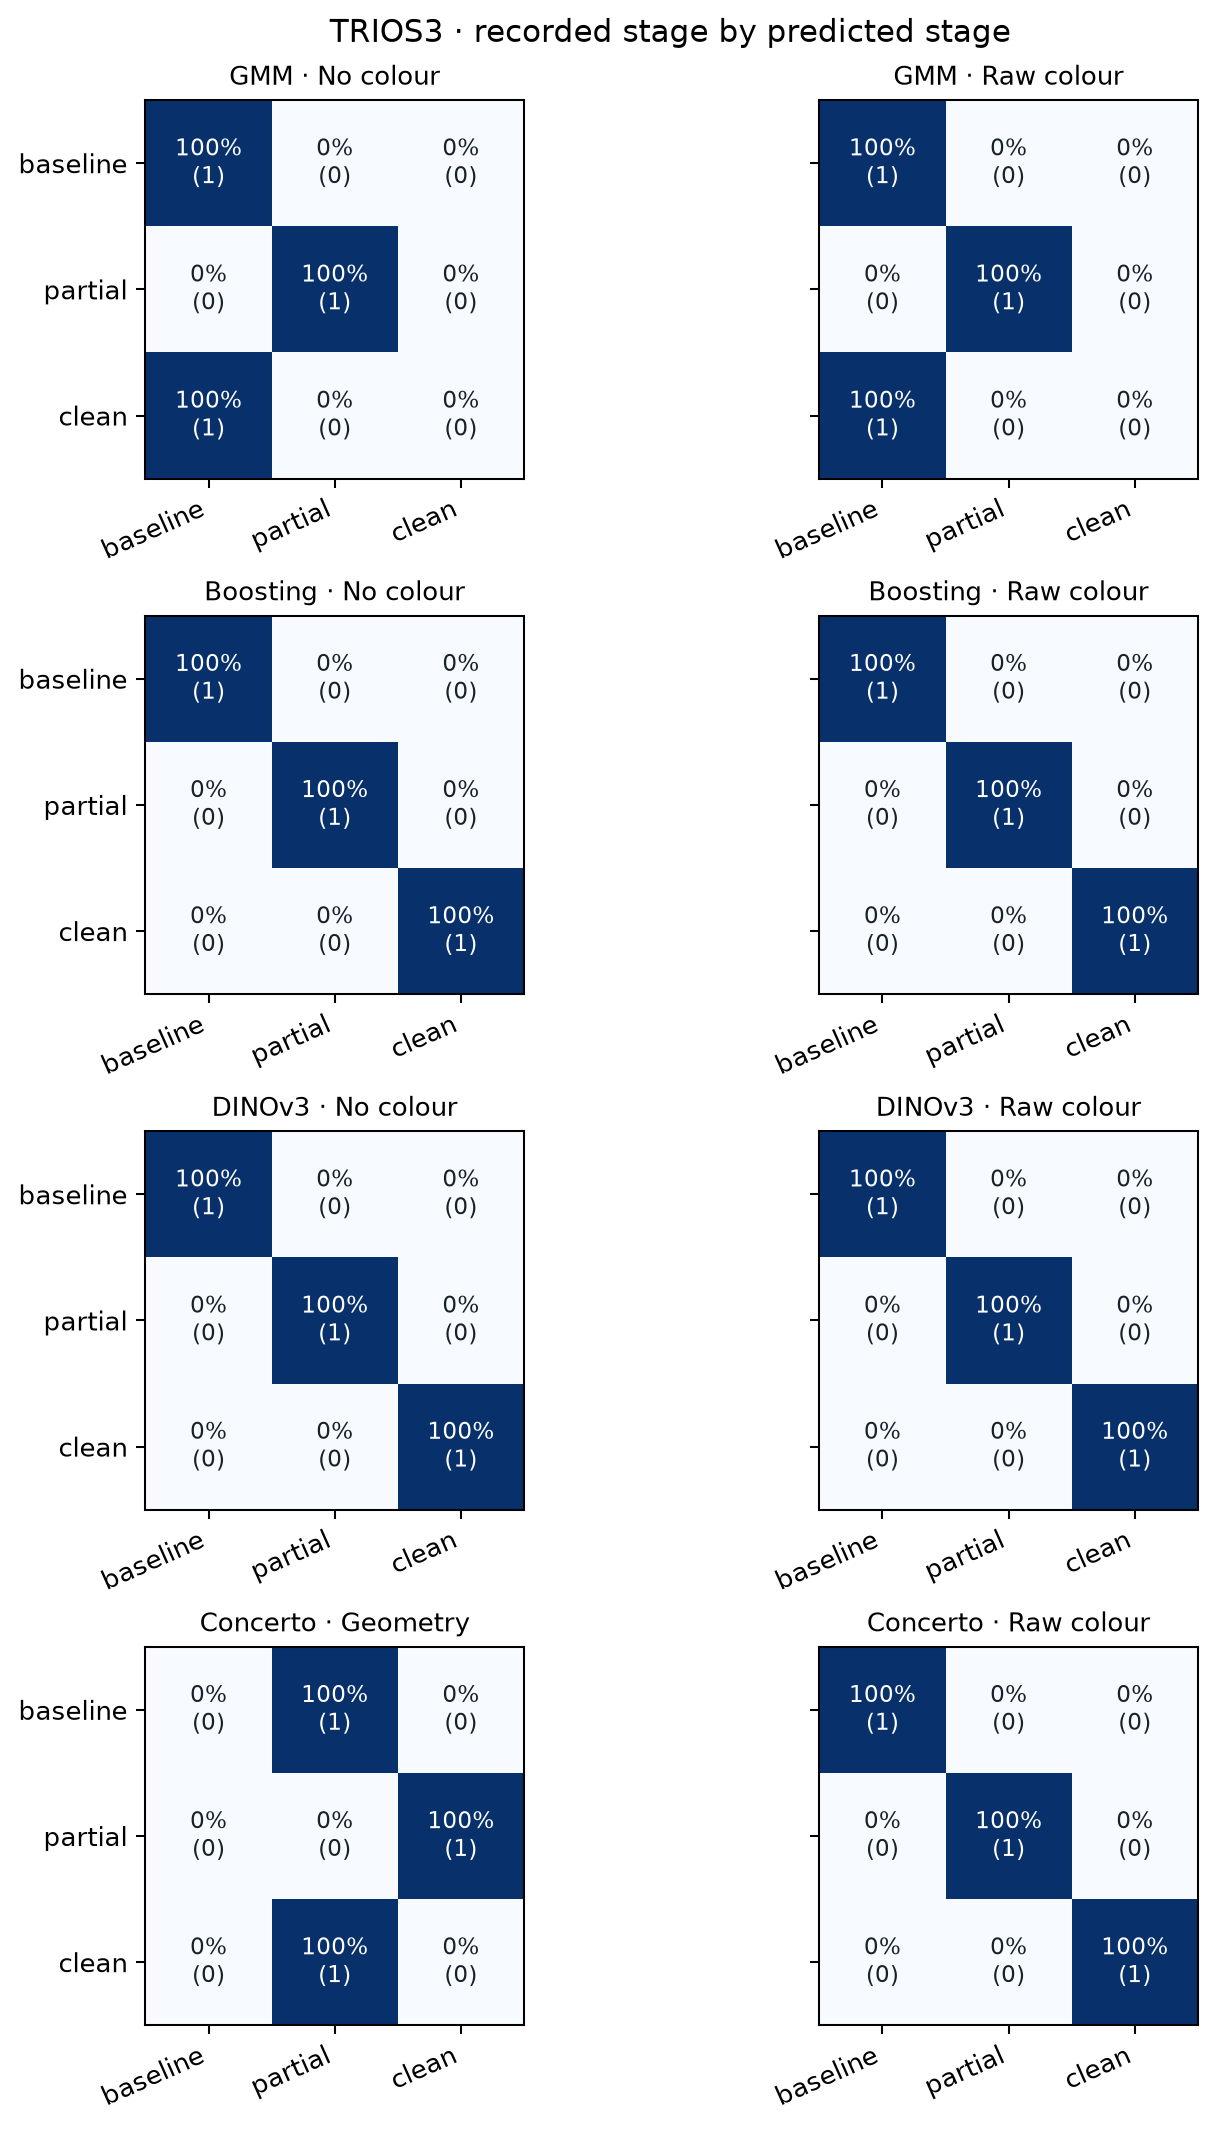 TRIOS3 · recorded stage by predicted stage
GMM · No colour
baseline
100% 0% 0%
(1) (0) (0)
partial
0% 100% 0%
(0) (1) (0)
clean
100% 0% 0%
(1) (0) (0)
baseline partial clean
GMM · Raw colour
100% 0% 0%
(1) (0) (0)
0% 100% 0%
(0) (1) (0)
100% 0% 0%
(1) (0) (0)
baseline partial clean
Boosting · No colour
baseline
100% 0% 0%
(1) (0) (0)
partial
0% 100% 0%
(0) (1) (0)
clean
0% 0% 100%
(0) (0) (1)
baseline partial clean
Boosting · Raw colour
100% 0% 0%
(1) (0) (0)
0% 100% 0%
(0) (1) (0)
0% 0% 100%
(0) (0) (1)
baseline partial clean
DINOv3 · No colour
baseline
100% 0% 0%
(1) (0) (0)
partial
0% 100% 0%
(0) (1) (0)
clean
0% 0% 100%
(0) (0) (1)
baseline partial clean
DINOv3 · Raw colour
100% 0% 0%
(1) (0) (0)
0% 100% 0%
(0) (1) (0)
0% 0% 100%
(0) (0) (1)
baseline partial clean
Concerto · Geometry
baseline
0% 100% 0%
(0) (1) (0)
partial
0% 0% 100%
(0) (0) (1)
clean
0% 100% 0%
(0) (1) (0)
baseline partial clean
Concerto · Raw colour
100% 0% 0%
(1) (0) (0)
0% 100% 0%
(0) (1) (0)
0% 0% 100%
(0) (0) (1)
baseline partial clean